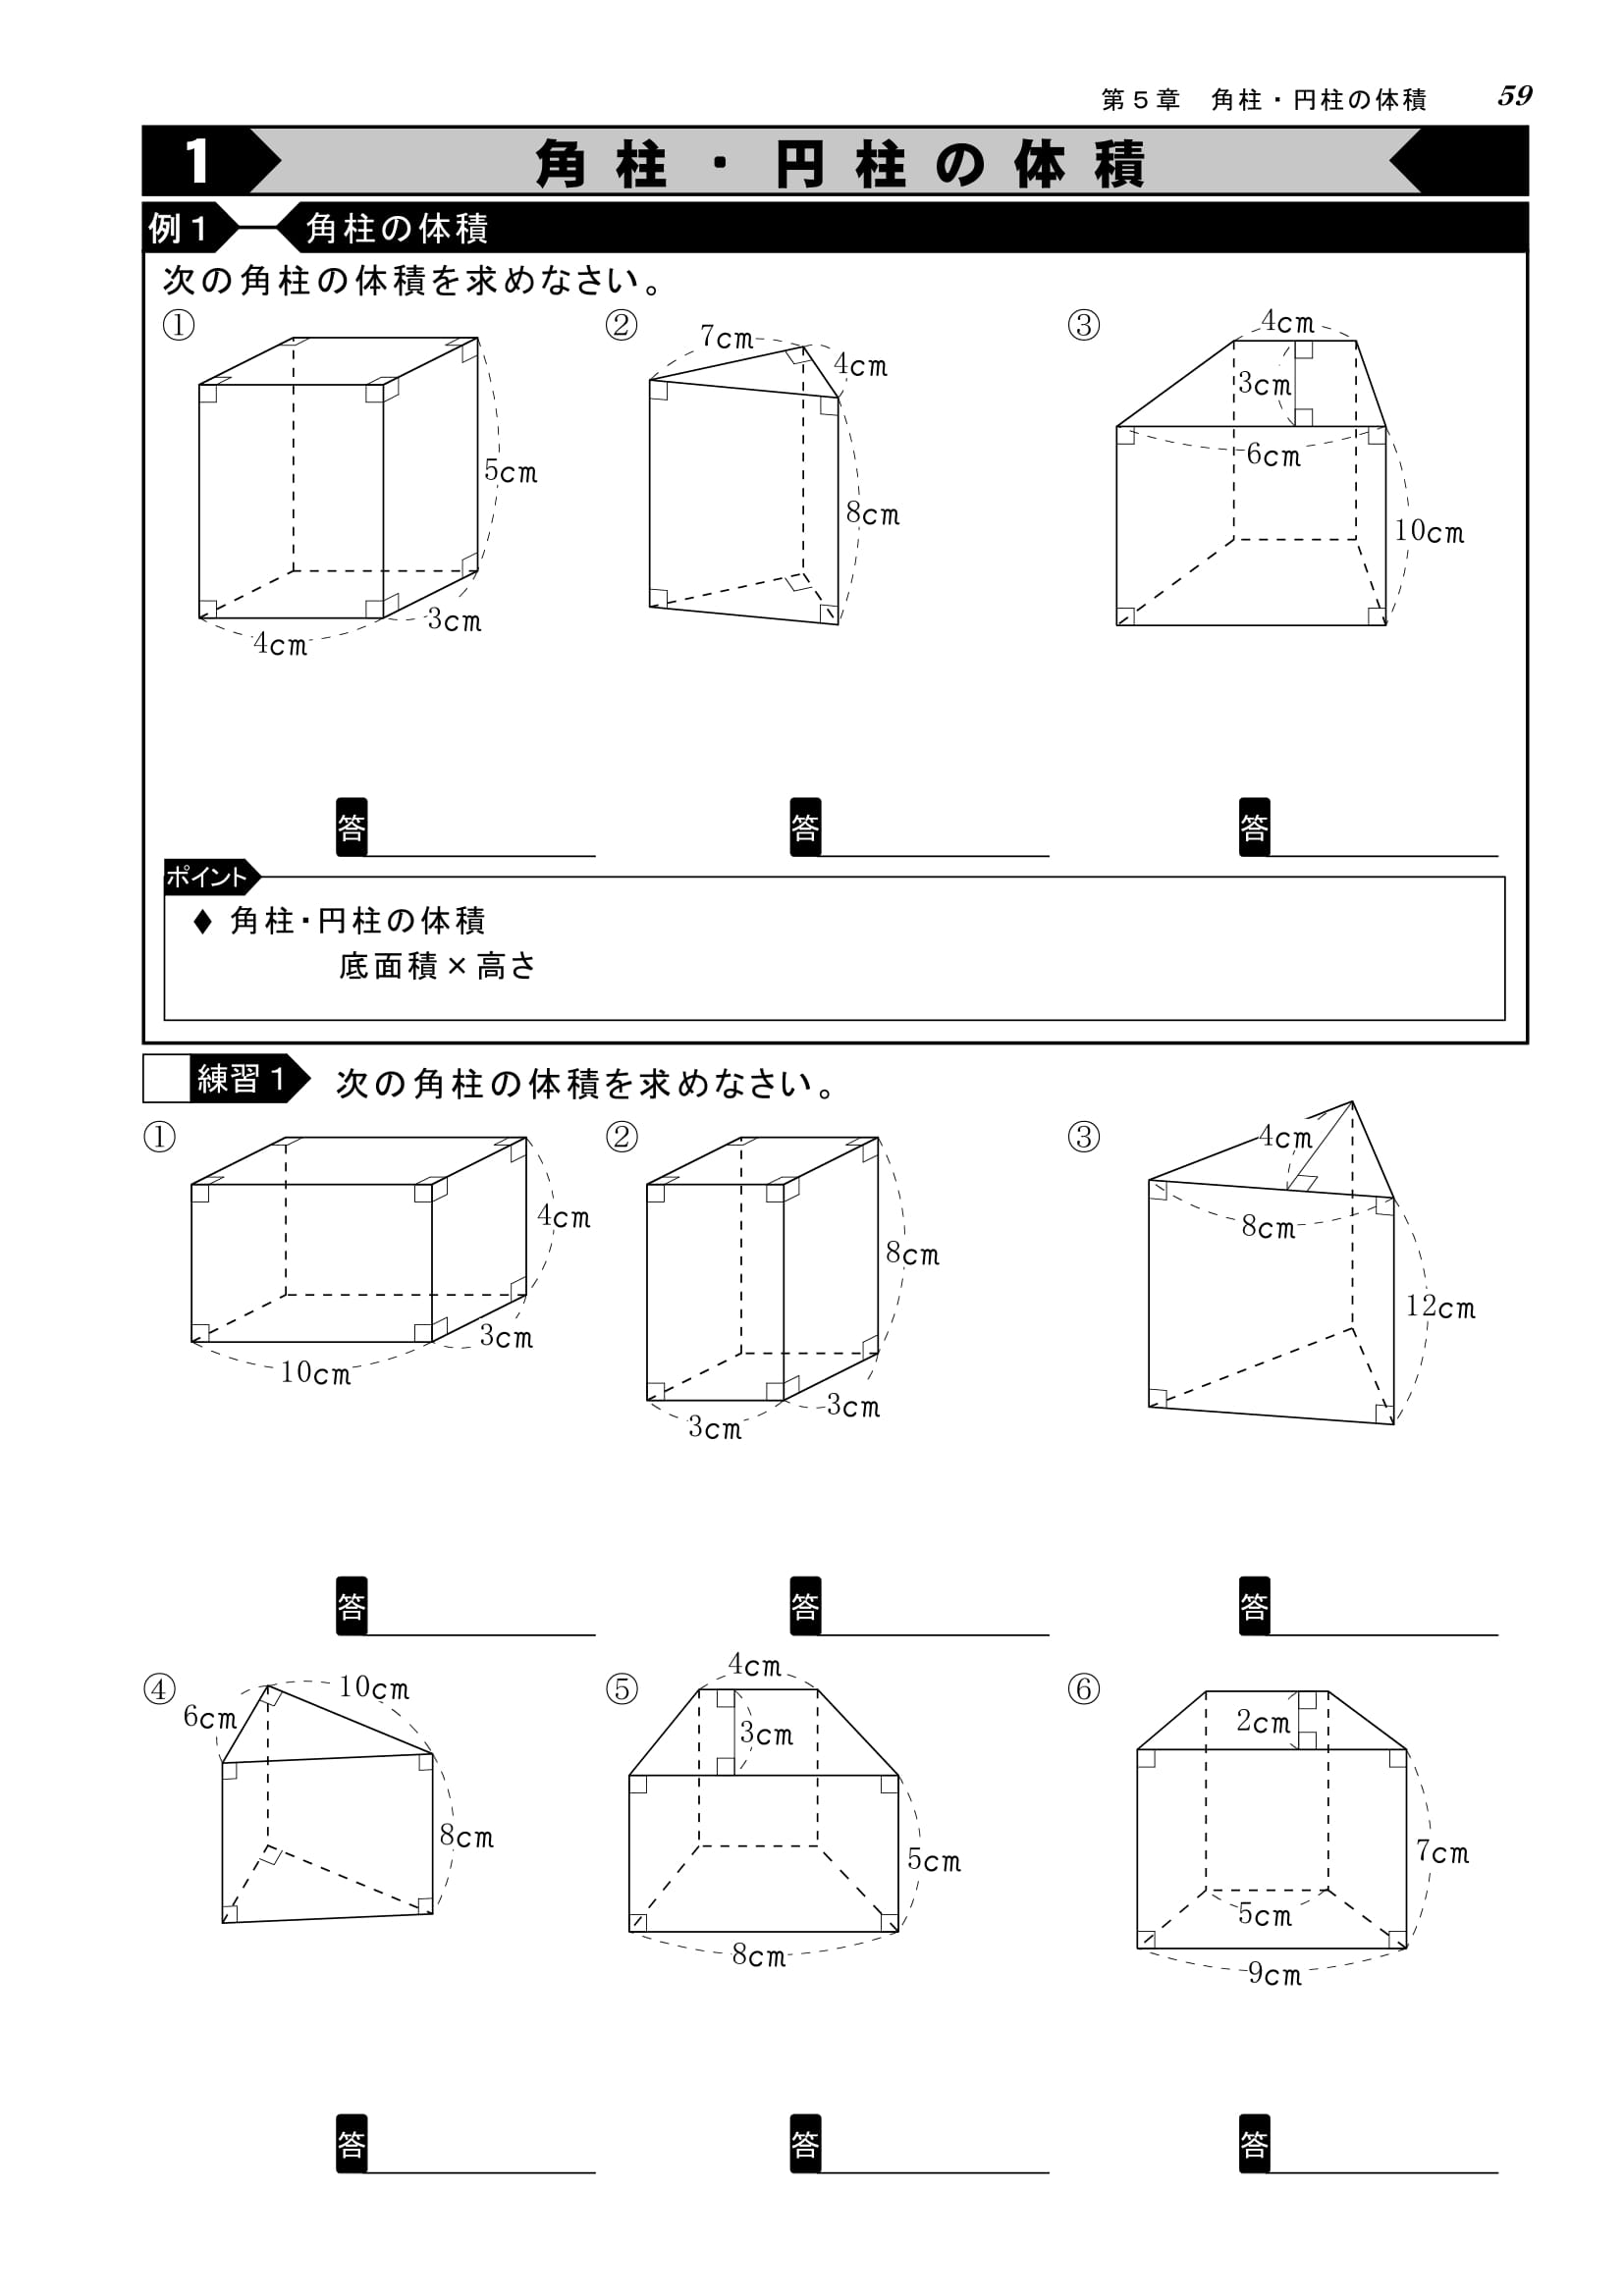 第5章 角柱・円柱の体積 59
1 角柱・円柱の体積
例1 角柱の体積
次の角柱の体積を求めなさい。
① ② ③
7cm 4cm 4cm
3cm
6cm
5cm 8cm 10cm
3cm
4cm
答 答 答
ポイント
♦ 角柱・円柱の体積
底面積×高さ
練習1 次の角柱の体積を求めなさい。
① ② ③
4cm
4cm 8cm 8cm
12cm
3cm
10cm 3cm 3cm
答 答 答
④ ⑤ ⑥
10cm 4cm
6cm 3cm 2cm
8cm 5cm 7cm
5cm
8cm 9cm
答 答 答